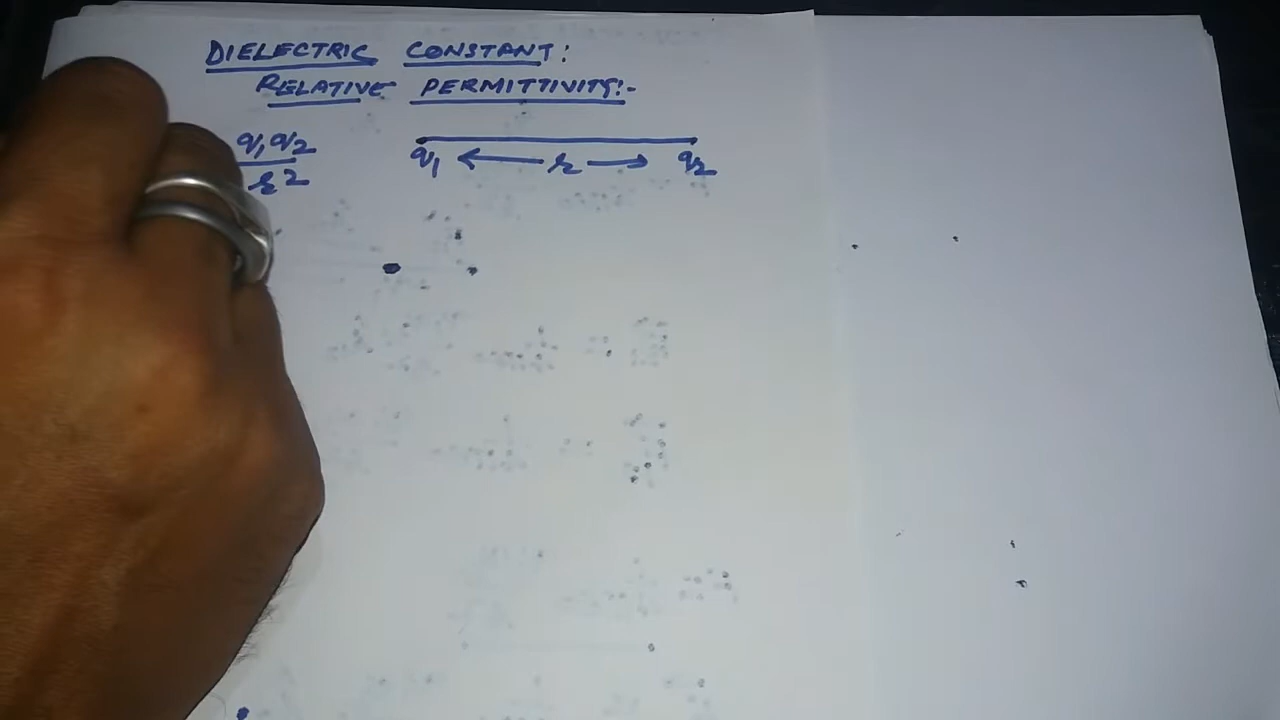 DIELECTRIC CONSTANT:
RELATIVE PERMITTIVITY:-
q1q2
r2
q1 ← r → q2